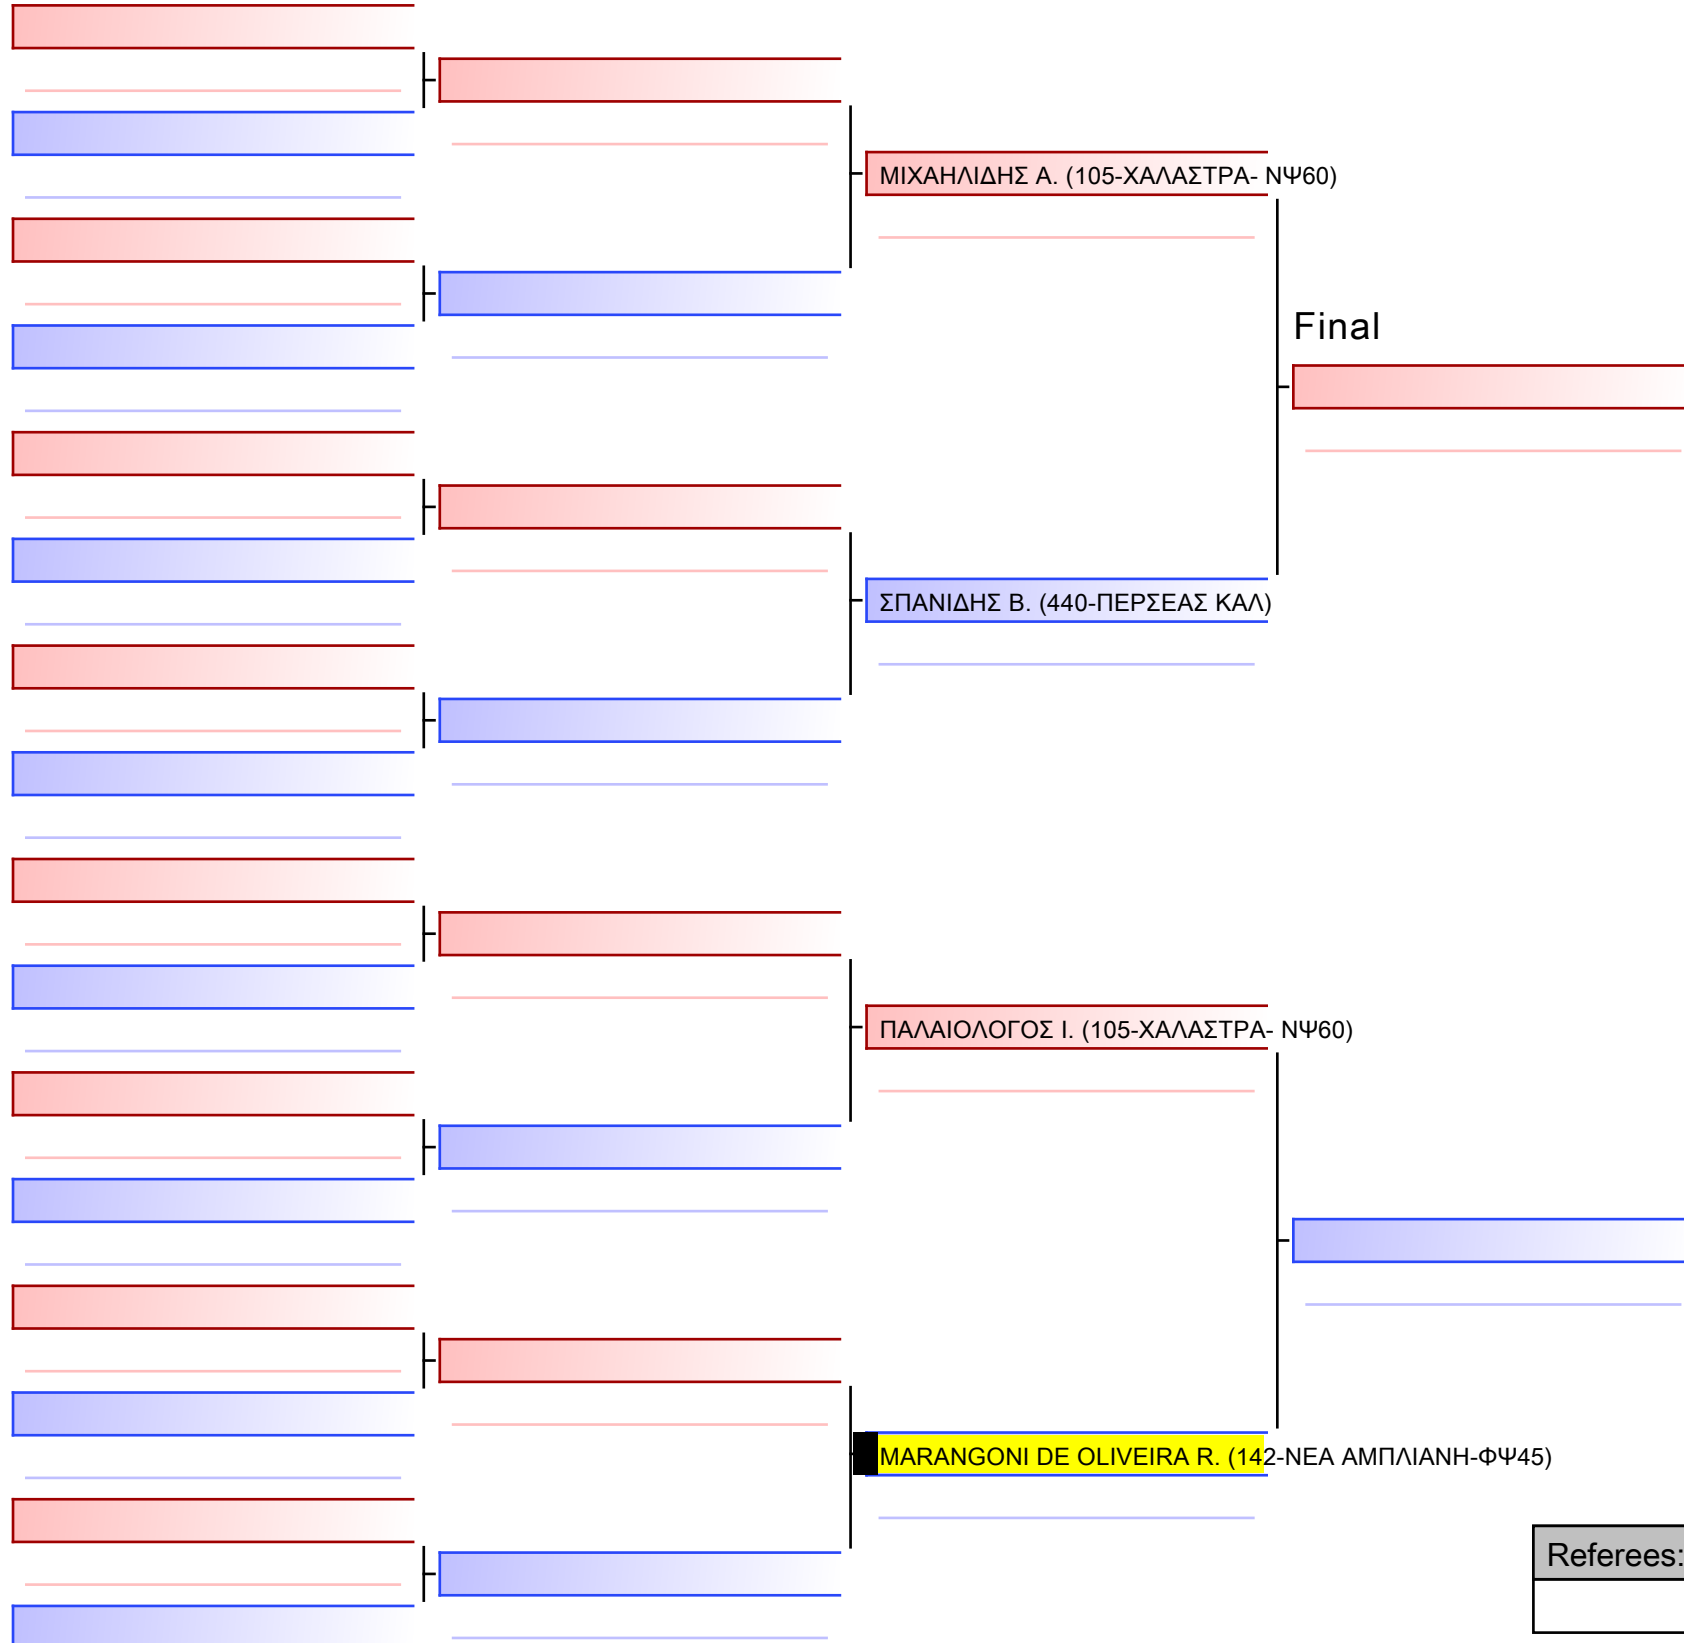 ΜΙΧΑΗΛΙΔΗΣ Α. (105-ΧΑΛΑΣΤΡΑ- ΝΨ60)
Final
ΣΠΑΝΙΔΗΣ Β. (440-ΠΕΡΣΕΑΣ ΚΑΛ)
ΠΑΛΑΙΟΛΟΓΟΣ Ι. (105-ΧΑΛΑΣΤΡΑ- ΝΨ60)
MARANGONI DE OLIVEIRA R. (142-ΝΕΑ ΑΜΠΛΙΑΝΗ-ΦΨ45)
Referees: